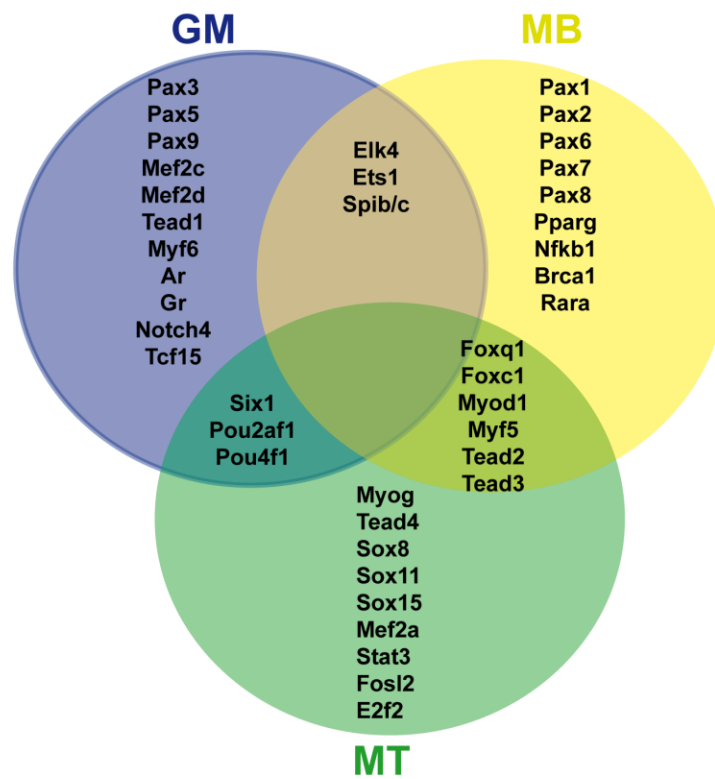 GM
MB
Pax3
Pax5
Pax9
Mef2c
Mef2d
Tead1
Myf6
Ar
Gr
Notch4
Tcf15
Elk4
Ets1
Spib/c
Pax1
Pax2
Pax6
Pax7
Pax8
Pparg
Nfkb1
Brca1
Rara
Six1
Pou2af1
Pou4f1
Foxq1
Foxc1
Myod1
Myf5
Tead2
Tead3
Myog
Tead4
Sox8
Sox11
Sox15
Mef2a
Stat3
Fosl2
E2f2
MT